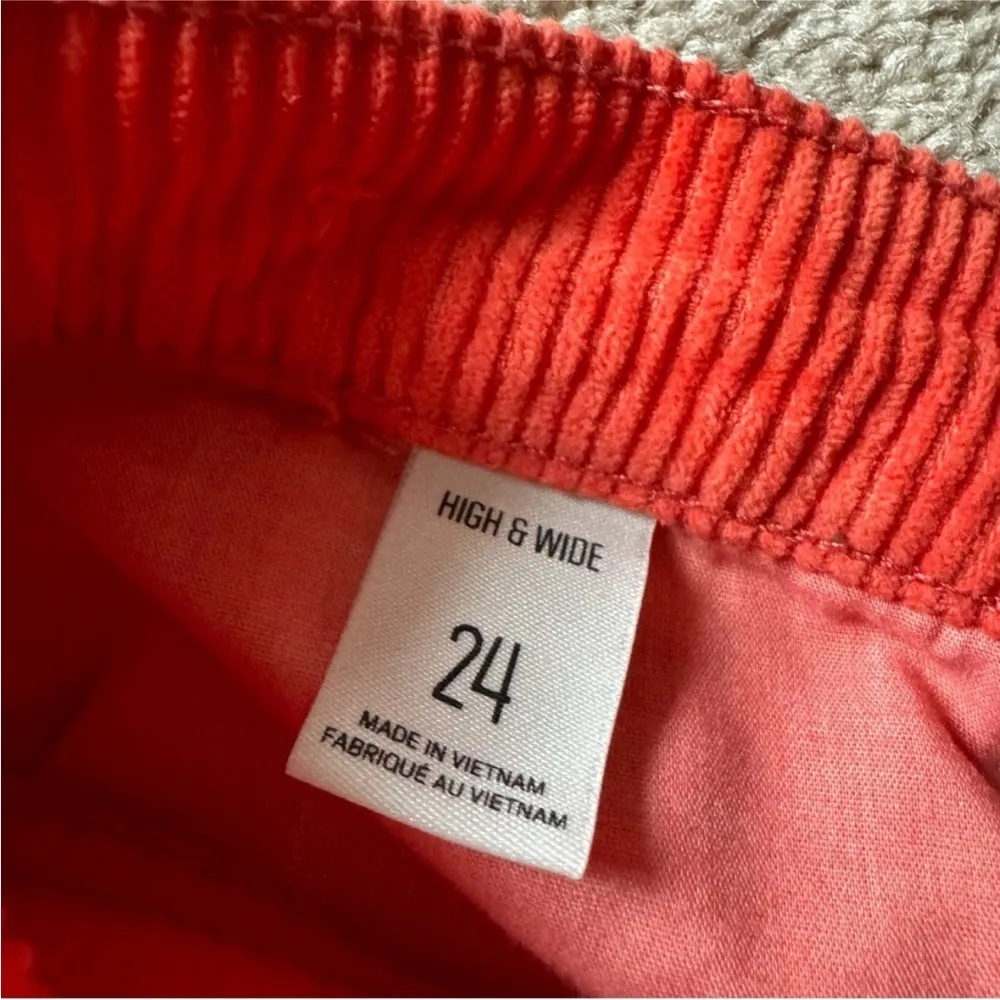 HIGH & WIDE
24
MADE IN VIETNAM
FABRIQUÉ AU VIETNAM